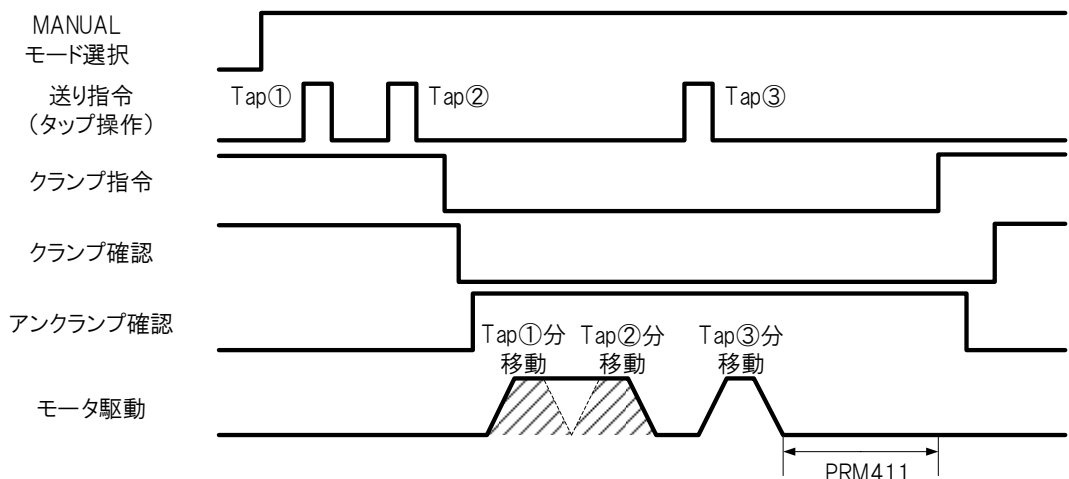 MANUAL
モード選択
送り指令
（タップ操作）
Tap①
Tap②
Tap③
クランプ指令
クランプ確認
アンクランプ確認
Tap①分
移動
Tap②分
移動
Tap③分
移動
モータ駆動
PRM411